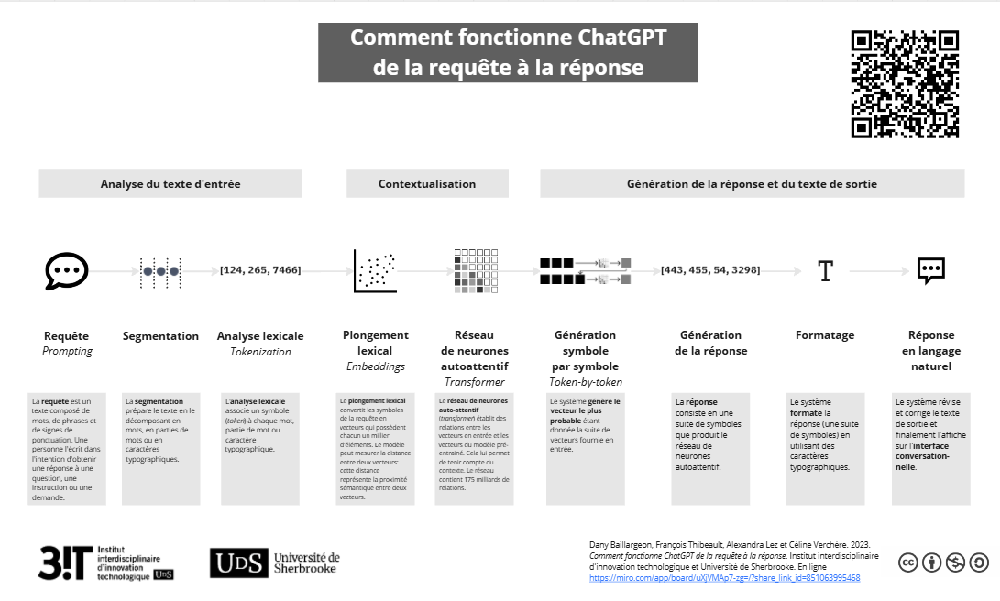 Comment fonctionne ChatGPT
de la requête à la réponse
Analyse du texte d'entrée
Contextualisation
Génération de la réponse et du texte de sortie
[124, 265, 7466]
[443, 455, 54, 3298]
T
Requête
Prompting
La requête est un
texte composé de
mots, de phrases et
de signes de
ponctuation. Une
personne l'écrit dans
l'intention d'obtenir
une réponse à une
question, une
instruction ou une
demande.
Segmentation
La segmentation
prépare le texte en le
décomposant en
mots, en parties de
mots ou en
caractères
typographiques.
Analyse lexicale
Tokenization
L'analyse lexicale
associe un symbole
(token) à chaque mot,
partie de mot ou
caractère
typographique.
Plongement
lexical
Embeddings
Le plongement lexical
convertit les symboles
de la requête en
vecteurs qui possèdent
chacun un millier
d'éléments. Le modèle
peut mesurer la distance
entre deux vecteurs:
cette distance
représente la proximité
sémantique entre deux
vecteurs.
Réseau
de neurones
autoattentif
Transformer
Le réseau de neurones
auto-attentif
(transformer) établit des
relations entre les
vecteurs en entrée et les
vecteurs du modèle pré-
entrainé. Cela lui permet
de tenir compte du
contexte. Le réseau
contient 175 milliards de
relations.
Génération
symbole
par symbole
Token-by-token
Le système génère le
vecteur le plus
probable étant
donnée la suite de
vecteurs fournie en
entrée.
Génération
de la réponse
La réponse
consiste en une
suite de symboles
que produit le
réseau de
neurones
autoattentif.
Formatage
Le système
formate la
réponse (une suite
de symboles) en
utilisant des
caractères
typographiques.
Réponse
en langage
naturel
Le système révise
et corrige le texte
de sortie et
finalement l'affiche
sur l'interface
conversation-
nelle.
3IT
Institut
interdisciplinaire
d'innovation
technologique UDS
UDS
Université de
Sherbrooke
Dany Baillargeon, François Thibeault, Alexandra Lez et Céline Verchère. 2023.
Comment fonctionne ChatGPT de la requête à la réponse. Institut interdisciplinaire
d'innovation technologique et Université de Sherbrooke. En ligne
https://miro.com/app/board/uXjVMAp7-zg=/?share_link_id=851063995468
cc